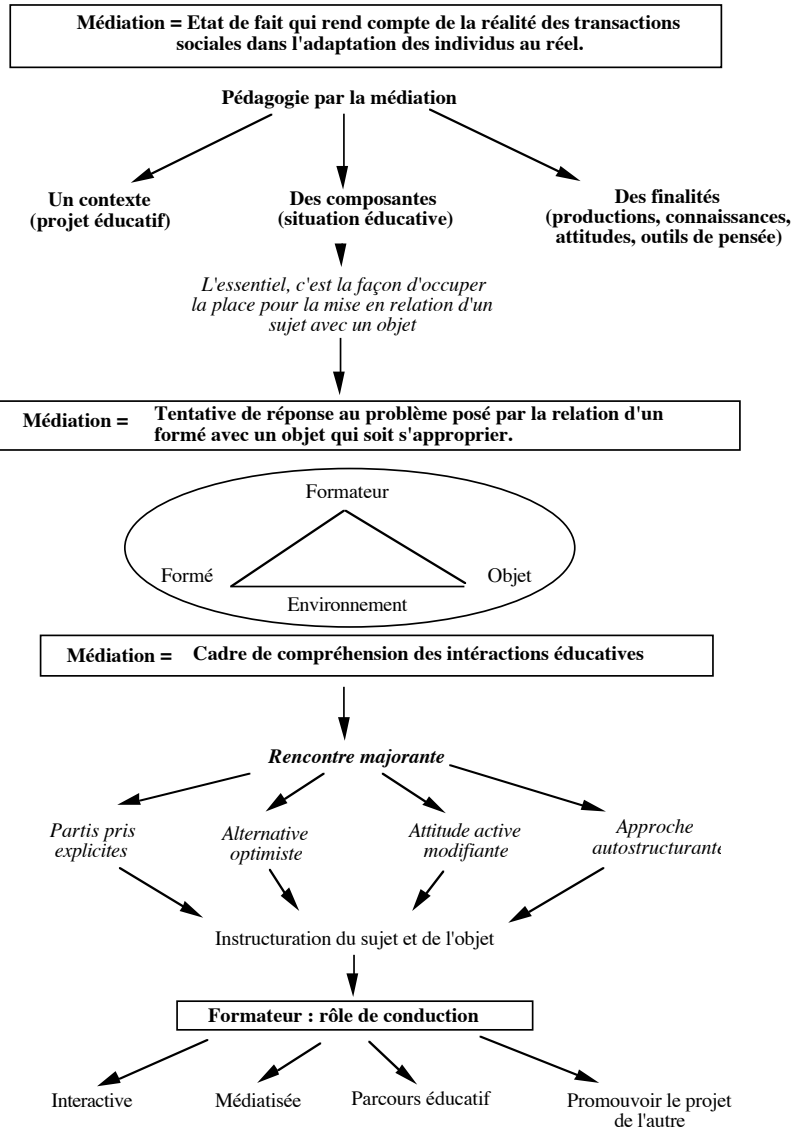 Médiation = Etat de fait qui rend compte de la réalité des transactions
sociales dans l'adaptation des individus au réel.
Pédagogie par la médiation
Un contexte
(projet éducatif)
Des composantes
(situation éducative)
Des finalités
(productions, connaissances,
attitudes, outils de pensée)
L'essentiel, c'est la façon d'occuper
la place pour la mise en relation d'un
sujet avec un objet
Médiation = Tentative de réponse au problème posé par la relation d'un
formé avec un objet qui soit s'approprier.
Formateur
Formé
Objet
Environnement
Médiation = Cadre de compréhension des intéractions éducatives
Rencontre majorante
Partis pris
explicites
Alternative
optimiste
Attitude active
modifiante
Approche
autostructurante
Instructuration du sujet et de l'objet
Formateur : rôle de conduction
Interactive
Médiatisée
Parcours éducatif
Promouvoir le projet
de l'autre